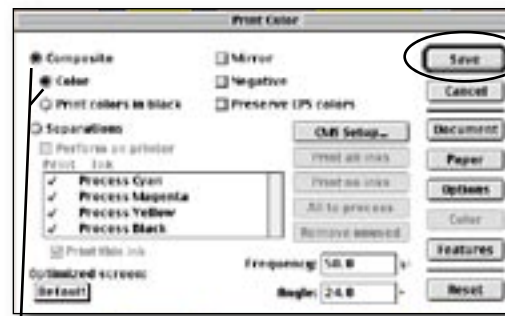 Print Color
Composite
Mirror
Save
Color
Negative
Cancel
Print colors in black
Preserve EPS colors
Separations
CMS Setup...
Document
Perform on printer
Print all inks
Paper
Print Ink
✓ Process Cyan
Print no inks
Options
✓ Process Magenta
All to process
✓ Process Yellow
Color
✓ Process Black
Remove unused
Print this ink
Features
Frequency: 50.0
Optimized screen:
Default
Angle: 24.0
Reset